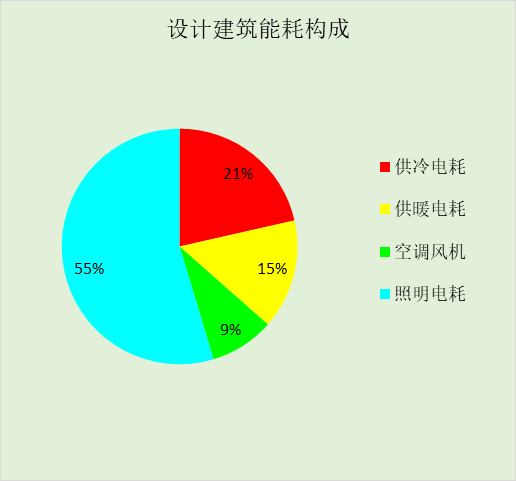 设计建筑能耗构成
21%
15%
9%
55%
供冷电耗
供暖电耗
空调风机
照明电耗